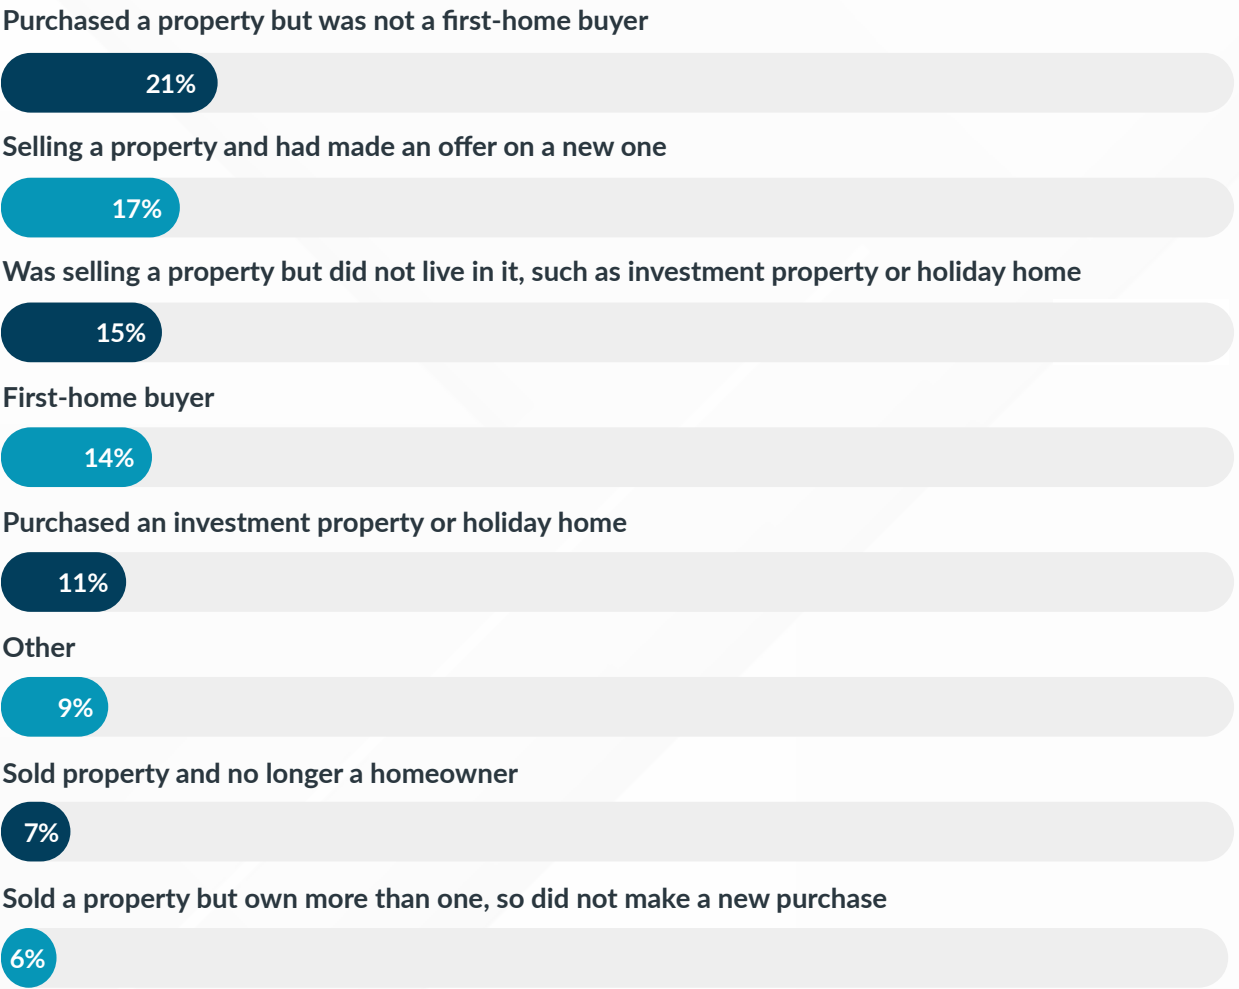 Purchased a property but was not a first-home buyer
21%
Selling a property and had made an offer on a new one
17%
Was selling a property but did not live in it, such as investment property or holiday home
15%
First-home buyer
14%
Purchased an investment property or holiday home
11%
Other
9%
Sold property and no longer a homeowner
7%
Sold a property but own more than one, so did not make a new purchase
6%